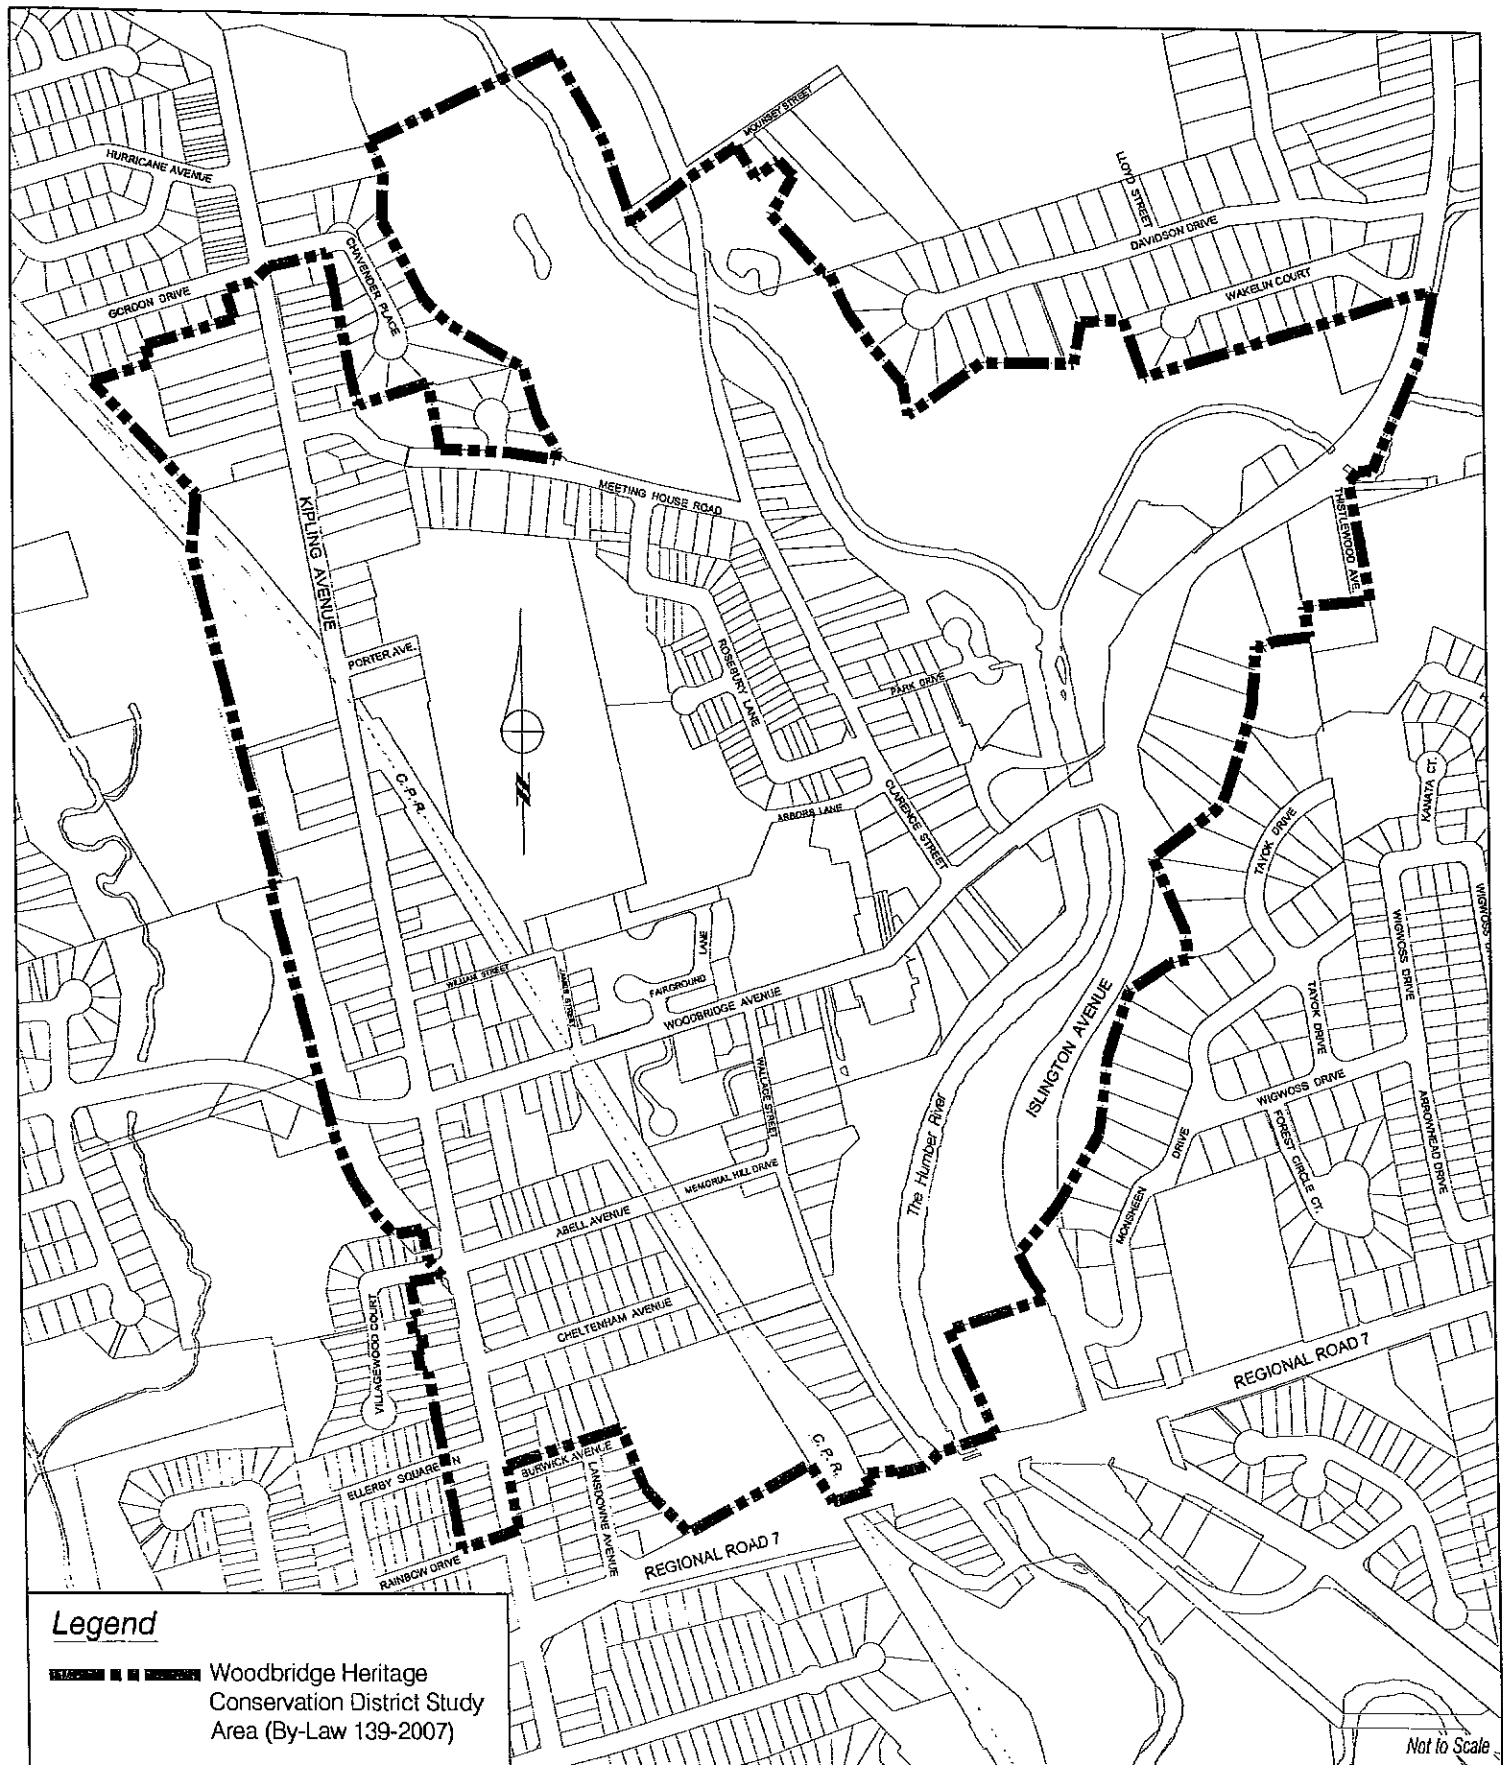 MOUNSEY STREET
HURRICANE AVENUE
LLOYD STREET
DAVIDSON DRIVE
CHAVENDER PLACE
WAKELIN COURT
GORDON DRIVE
MEETING HOUSE ROAD
KIPLING AVENUE
THISTLEWOOD AVE.
PORTER AVE.
ROSEBURY LANE
PARK DRIVE
C. P. R.
N
KANATA CT.
ARBORS LANE
CLARENCE STREET
TAYOK DRIVE
WIGWOSS
WIGWOSS DRIVE
WILLIAM STREET
JAMES STREET
FAIRGROUND
LANE
WOODBRIDGE AVENUE
ISLINGTON AVENUE
TAYOK DRIVE
WALLACE STREET
WIGWOSS DRIVE
The Humber River
FOREST CIRCLE CT.
ARROWHEAD DRIVE
MONSHEEN
DRIVE
MEMORIAL HILL DRIVE
ABELL AVENUE
CHELTENHAM AVENUE
VILLAGEWOOD COURT
REGIONAL ROAD 7
C. P. R.
BURWICK AVENUE
ELLERBY SQUARE N
LANSDOWNE AVENUE
RAINBOW DRIVE
REGIONAL ROAD 7
Legend
Woodbridge Heritage
Conservation District Study
Area (By-Law 139-2007)
Not to Scale